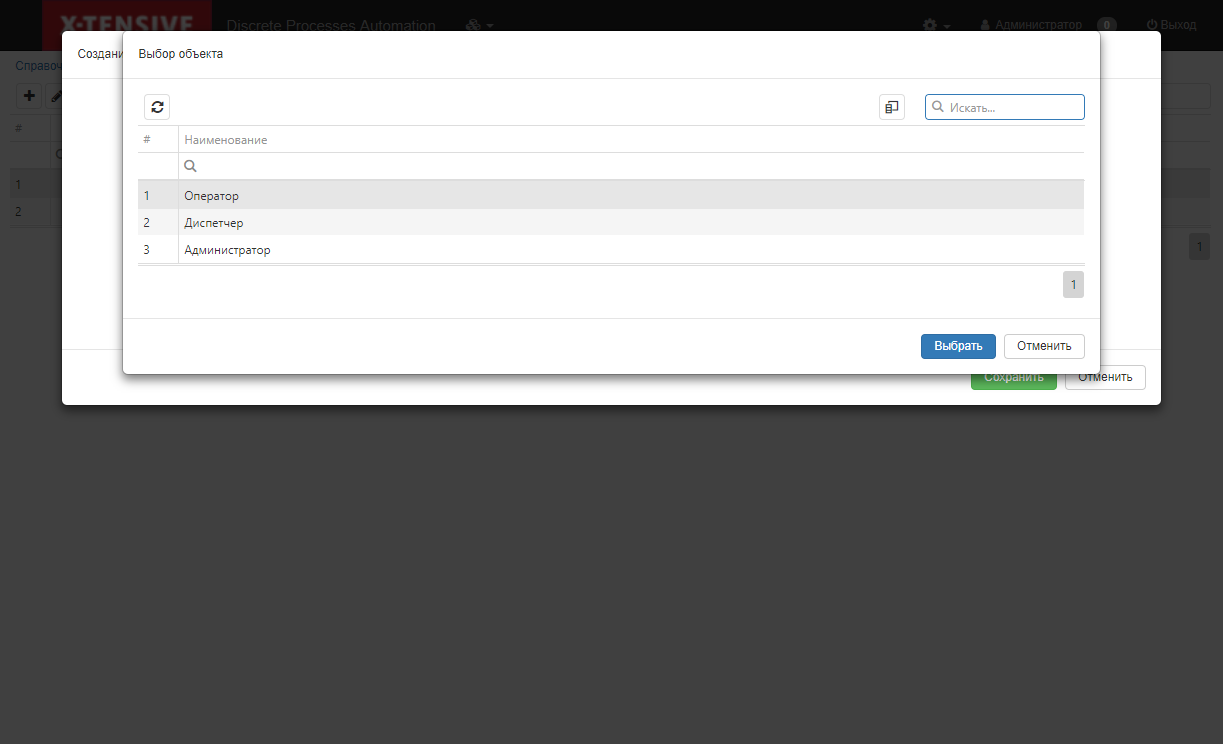 X-TENSIVE
Discrete Processes Automation
Администратор
0
Выход
Справоч
Создани
Выбор объекта
Искать...
#
#
Наименование
1
Оператор
1
2
Диспетчер
2
3
Администратор
1
1
Выбрать
Отменить
Сохранить
Отменить